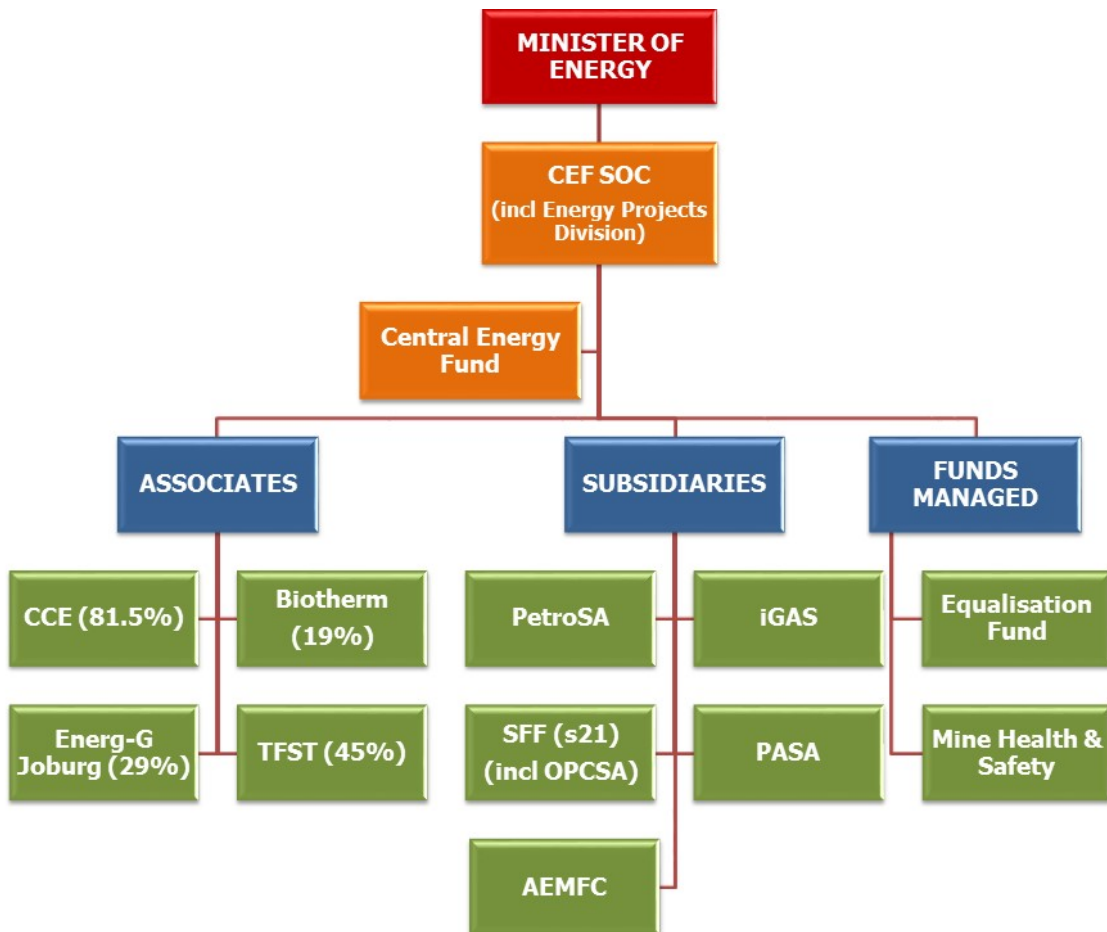 MINISTER OF
ENERGY
CEF SOC
(incl Energy Projects
Division)
Central Energy
Fund
ASSOCIATES
SUBSIDIARIES
FUNDS
MANAGED
CCE (81.5%)
Biotherm
(19%)
PetroSA
iGAS
Equalisation
Fund
Energ-G
Joburg (29%)
TFST (45%)
SFF (s21)
(incl OPCSA)
PASA
Mine Health &
Safety
AEMFC